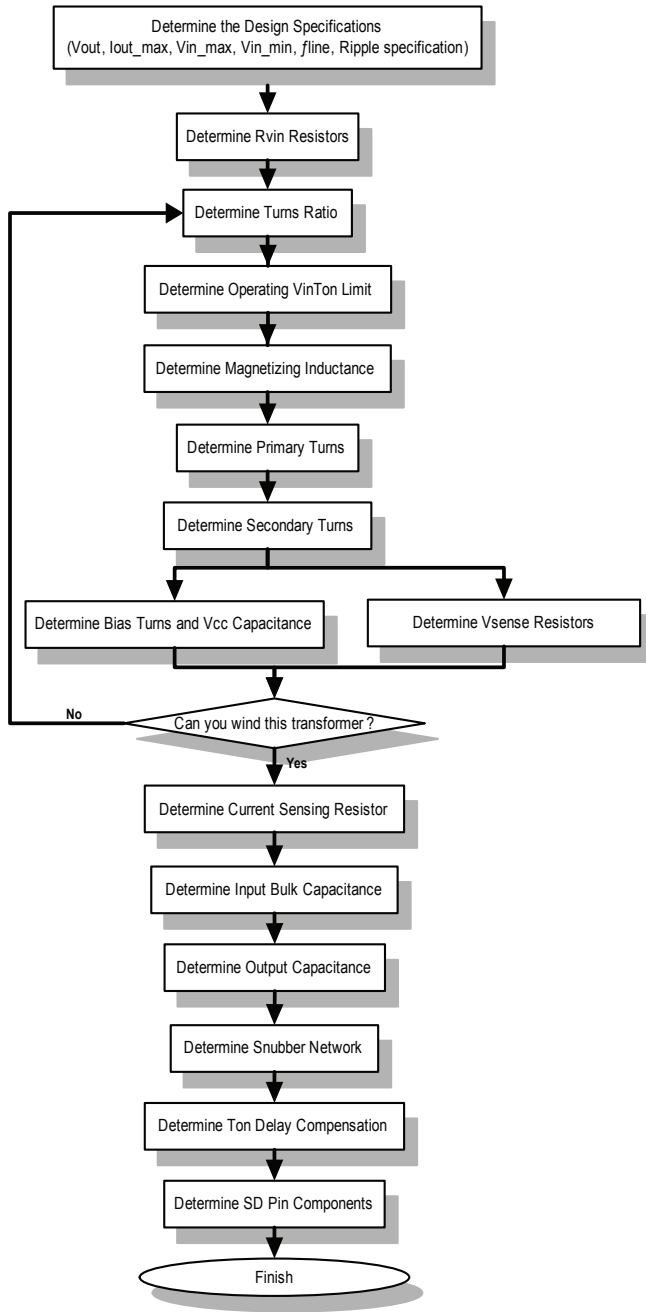 Determine the Design Specifications
(Vout, Iout_max, Vin_max, Vin_min, ƒline, Ripple specification)
Determine Rvin Resistors
Determine Turns Ratio
Determine Operating VinTon Limit
Determine Magnetizing Inductance
Determine Primary Turns
Determine Secondary Turns
Determine Bias Turns and Vcc Capacitance
Determine Vsense Resistors
No
Can you wind this transformer ?
Yes
Determine Current Sensing Resistor
Determine Input Bulk Capacitance
Determine Output Capacitance
Determine Snubber Network
Determine Ton Delay Compensation
Determine SD Pin Components
Finish